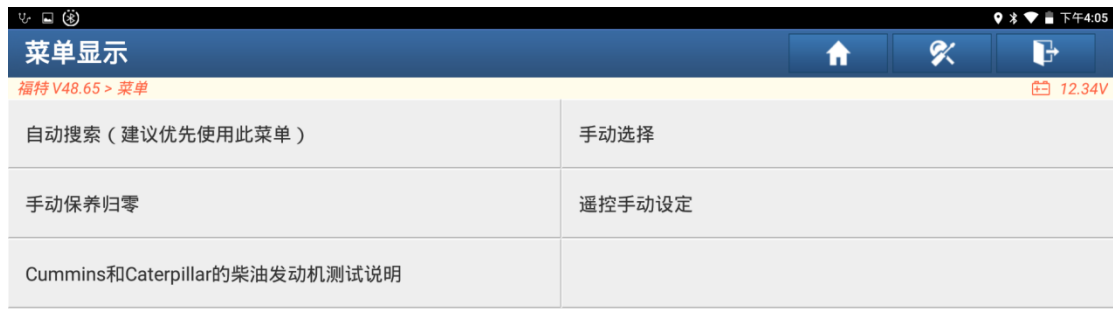 下午4:05
菜单显示
福特 V48.65 > 菜单
12.34V
自动搜索（建议优先使用此菜单）
手动选择
手动保养归零
遥控手动设定
Cummins和Caterpillar的柴油发动机测试说明